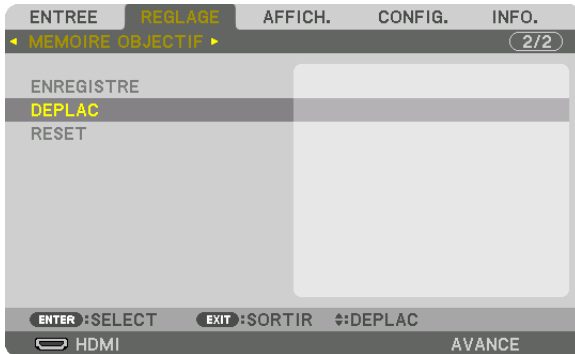 ENTREE REGLAGE AFFICH. CONFIG. INFO.
MEMOIRE OBJECTIF 2/2
ENREGISTRE
DEPLAC
RESET
ENTER :SELECT EXIT :SORTIR :DEPLAC
HDMI AVANCE